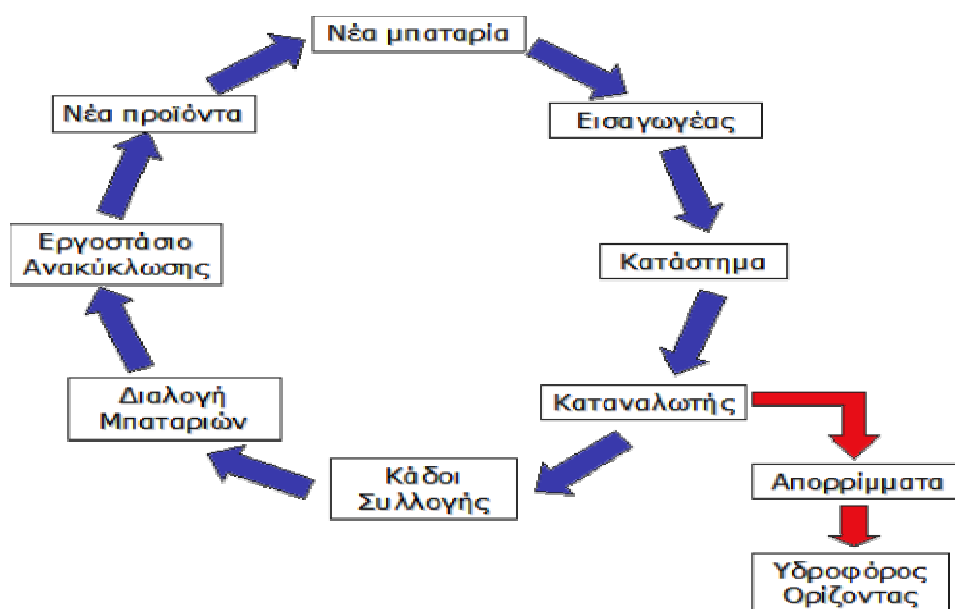 Νέα μπαταρία
Εισαγωγέας
Κατάστημα
Καταναλωτής
Απορρίμματα
Υδροφόρος
Ορίζοντας
Κάδοι
Συλλογής
Διαλογή
Μπαταριών
Εργοστάσιο
Ανακύκλωσης
Νέα προϊόντα